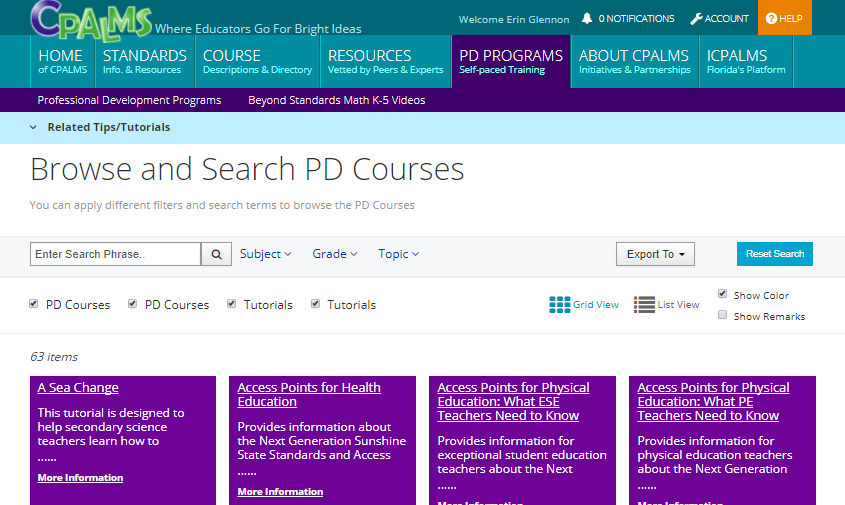 CPALMS
Where Educators Go For Bright Ideas
Welcome Erin Glennon
0 NOTIFICATIONS
ACCOUNT
HELP
HOME
of CPALMS
STANDARDS
Info. & Resources
COURSE
Descriptions & Directory
RESOURCES
Vetted by Peers & Experts
PD PROGRAMS
Self-paced Training
ABOUT CPALMS
Initiatives & Partnerships
ICPALMS
Florida's Platform
Professional Development Programs
Beyond Standards Math K-5 Videos
Related Tips/Tutorials
Browse and Search PD Courses
You can apply different filters and search terms to browse the PD Courses
Enter Search Phrase..
Subject
Grade
Topic
Export To
Reset Search
PD Courses
PD Courses
Tutorials
Tutorials
Grid View
List View
Show Color
Show Remarks
63 items
A Sea Change
This tutorial is designed to
help secondary science
teachers learn how to
......
More Information
Access Points for Health
Education
Provides information about
the Next Generation Sunshine
State Standards and Access
......
More Information
Access Points for Physical
Education: What ESE
Teachers Need to Know
Provides information for
exceptional student education
teachers about the Next
......
More Information
Access Points for Physical
Education: What PE
Teachers Need to Know
Provides information for
physical education teachers
about the Next Generation
......
More Information